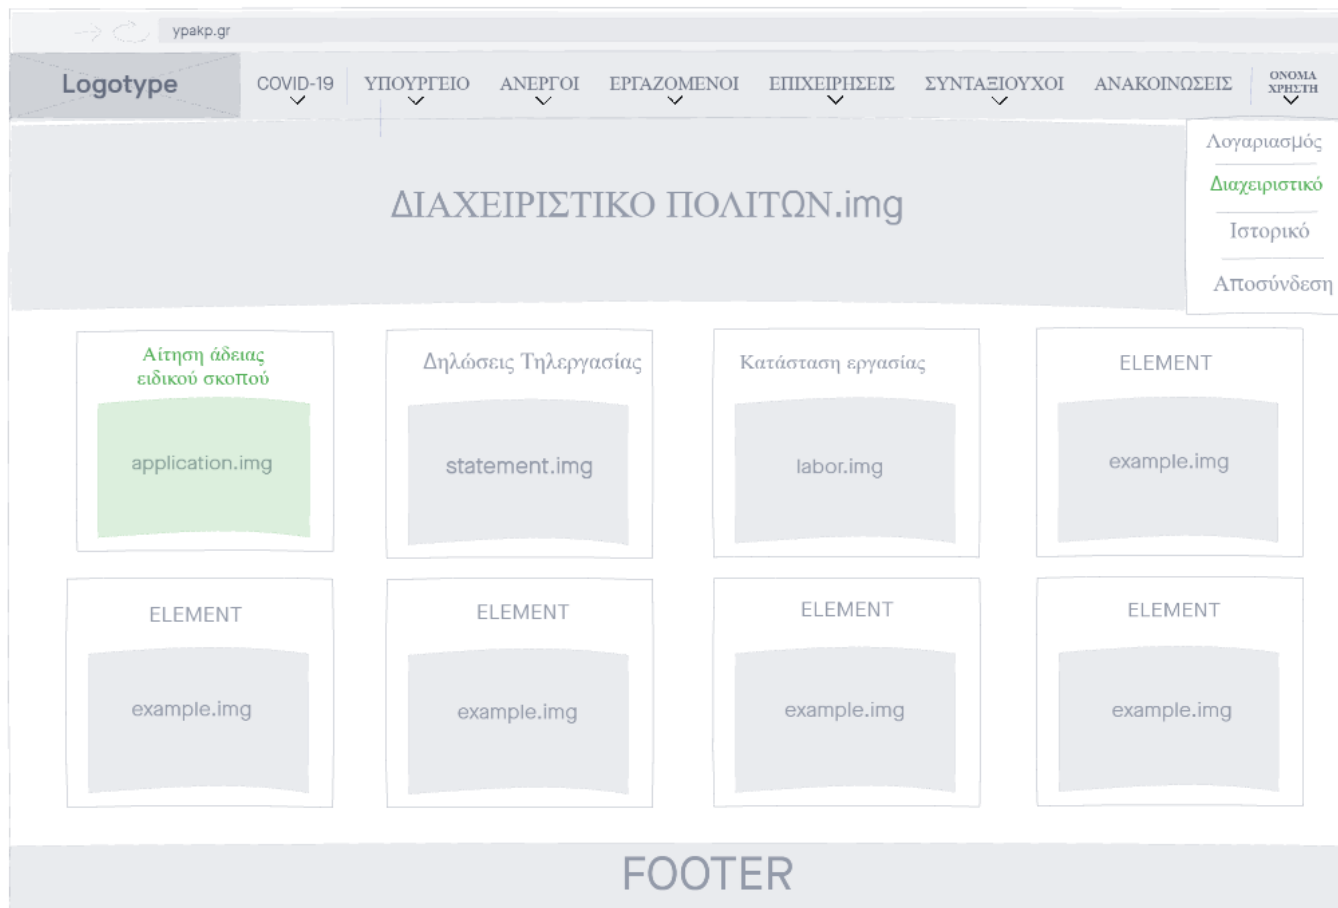 ypakp.gr
Logotype
COVID-19
ΥΠΟΥΡΓΕΙΟ
ΑΝΕΡΓΟΙ
ΕΡΓΑΖΟΜΕΝΟΙ
ΕΠΙΧΕΙΡΗΣΕΙΣ
ΣΥΝΤΑΞΙΟΥΧΟΙ
ΑΝΑΚΟΙΝΩΣΕΙΣ
ΟΝΟΜΑ
ΧΡΗΣΤΗ
Λογαριασμός
Διαχειριστικό
Ιστορικό
Αποσύνδεση
ΔΙΑΧΕΙΡΙΣΤΙΚΟ ΠΟΛΙΤΩΝ.img
Αίτηση άδειας
ειδικού σκοπού
application.img
Δηλώσεις Τηλεργασίας
statement.img
Κατάσταση εργασίας
labor.img
ELEMENT
example.img
ELEMENT
example.img
ELEMENT
example.img
ELEMENT
example.img
ELEMENT
example.img
FOOTER